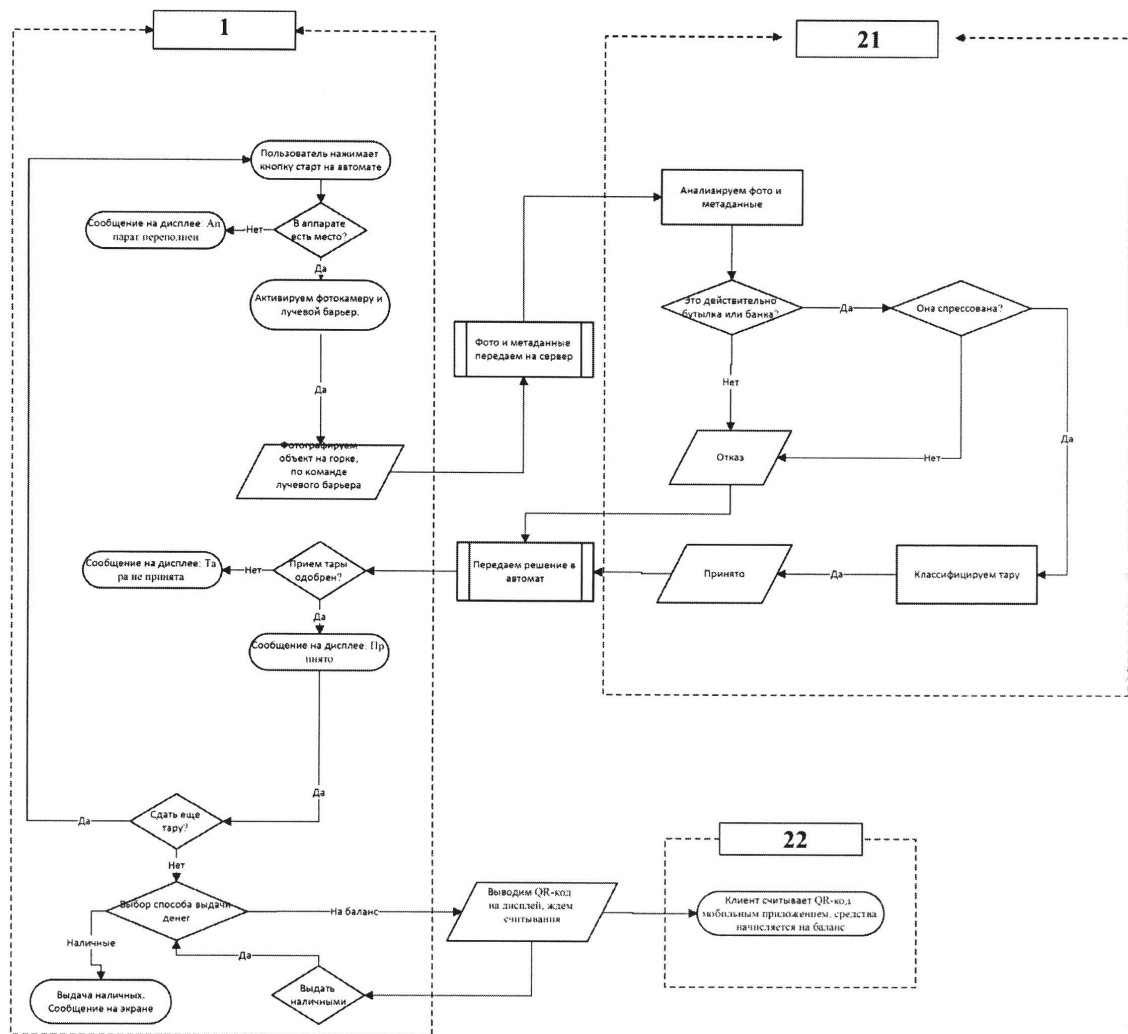 1
21
Пользователь нажимает
кнопку старт на автомате
Сообщение на дисплее: Ап
парат переполнен
Нет
В аппарате
есть место?
Да
Активируем фотокамеру и
лучевой барьер.
Да
Фотографируем
объект на горке,
по команде
лучевого барьера
Фото и метаданные
передаем на сервер
Анализируем фото и
метаданные
Это действительно
бутылка или банка?
Да
Она спрессована?
Нет
Да
Отказ
Нет
Сообщение на дисплее: Та
ра не принята
Нет
Прием тары
одобрен?
Передаем решение в
автомат
Принято
Да
Классифицируем тару
Да
Сообщение на дисплее: Пр
инято
Да
Да
Сдать еще
тару?
Нет
22
Выбор способа выдачи
денег
На баланс
Выводим QR-код
на дисплей, ждем
считывания
Клиент считывает QR-код
мобильным приложением, средства
начисляется на баланс
Наличные
Да
Выдача наличных.
Сообщение на экране
Выдать
наличными